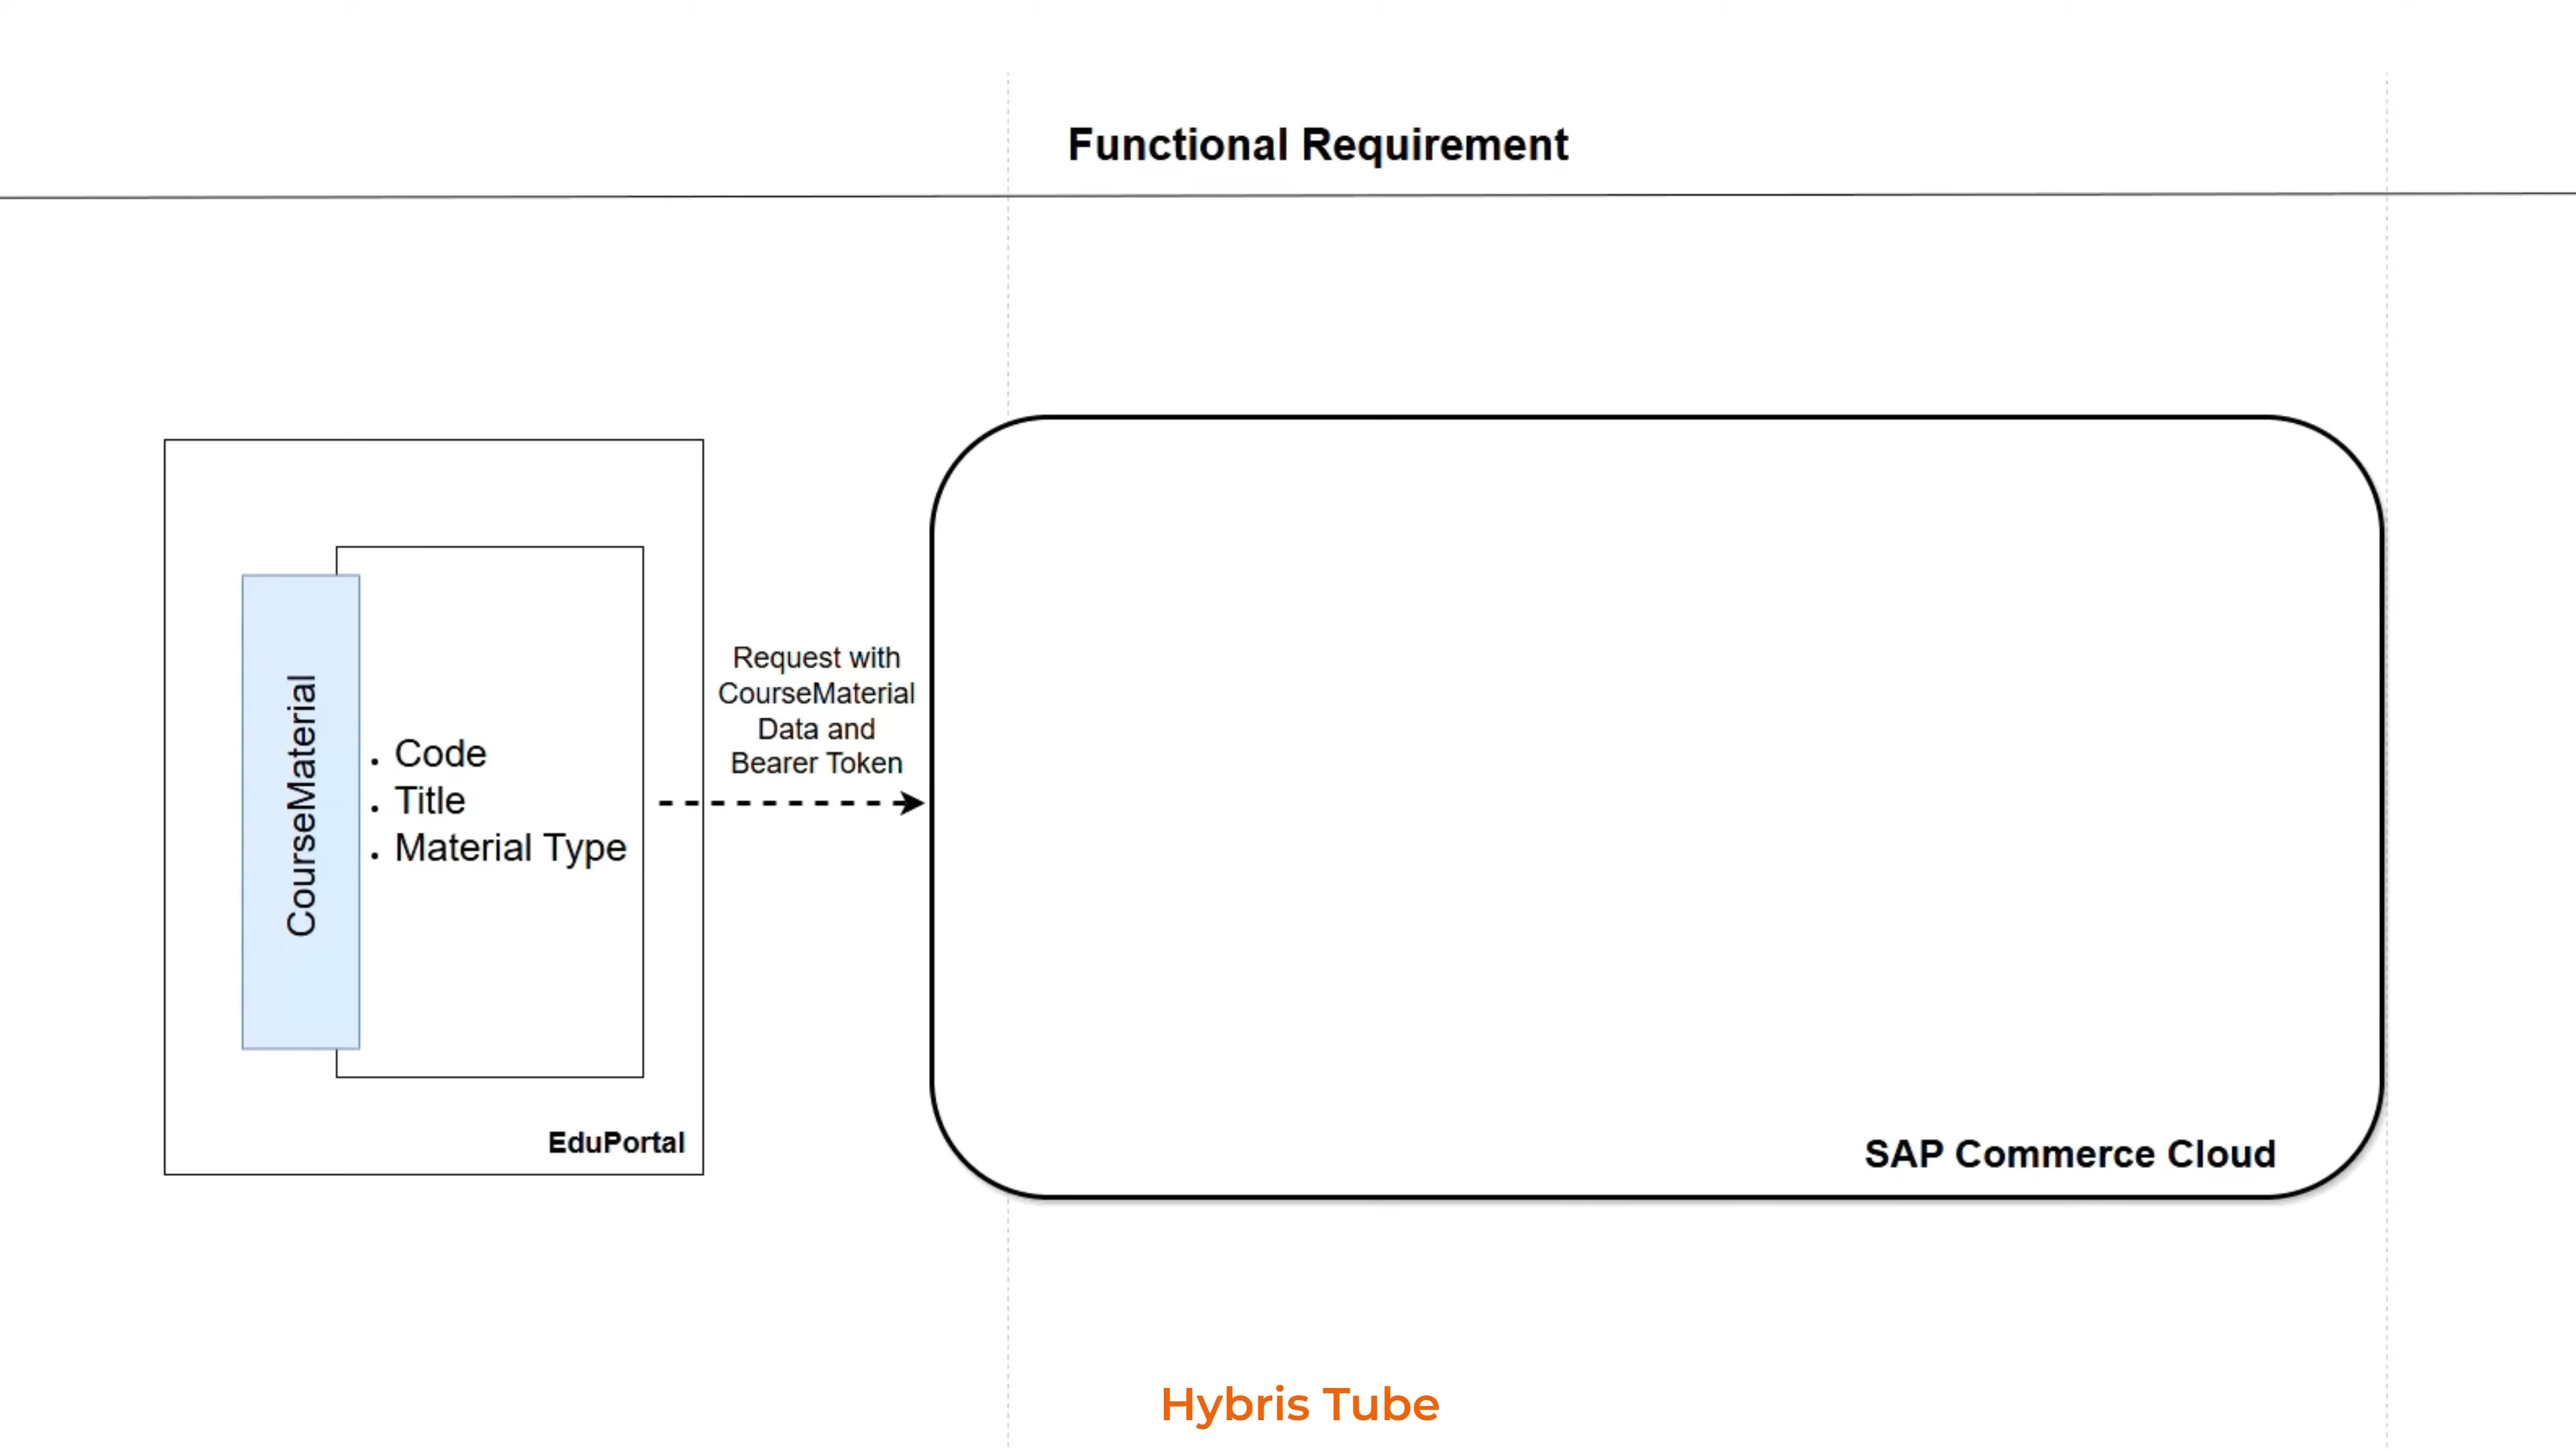 Functional Requirement
CourseMaterial
• Code
• Title
• Material Type
EduPortal
Request with
CourseMaterial
Data and
Bearer Token
SAP Commerce Cloud
Hybris Tube